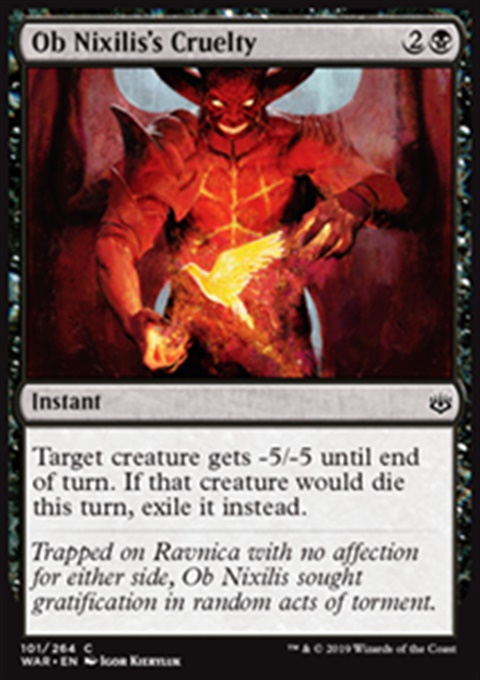 Ob Nixilis's Cruelty 2
Instant
Target creature gets -5/-5 until end
of turn. If that creature would die
this turn, exile it instead.
Trapped on Ravnica with no affection
for either side, Ob Nixilis sought
gratification in random acts of torment.
101/264 C
WAR • EN Igor Kieryluk
™ & © 2019 Wizards of the Coast